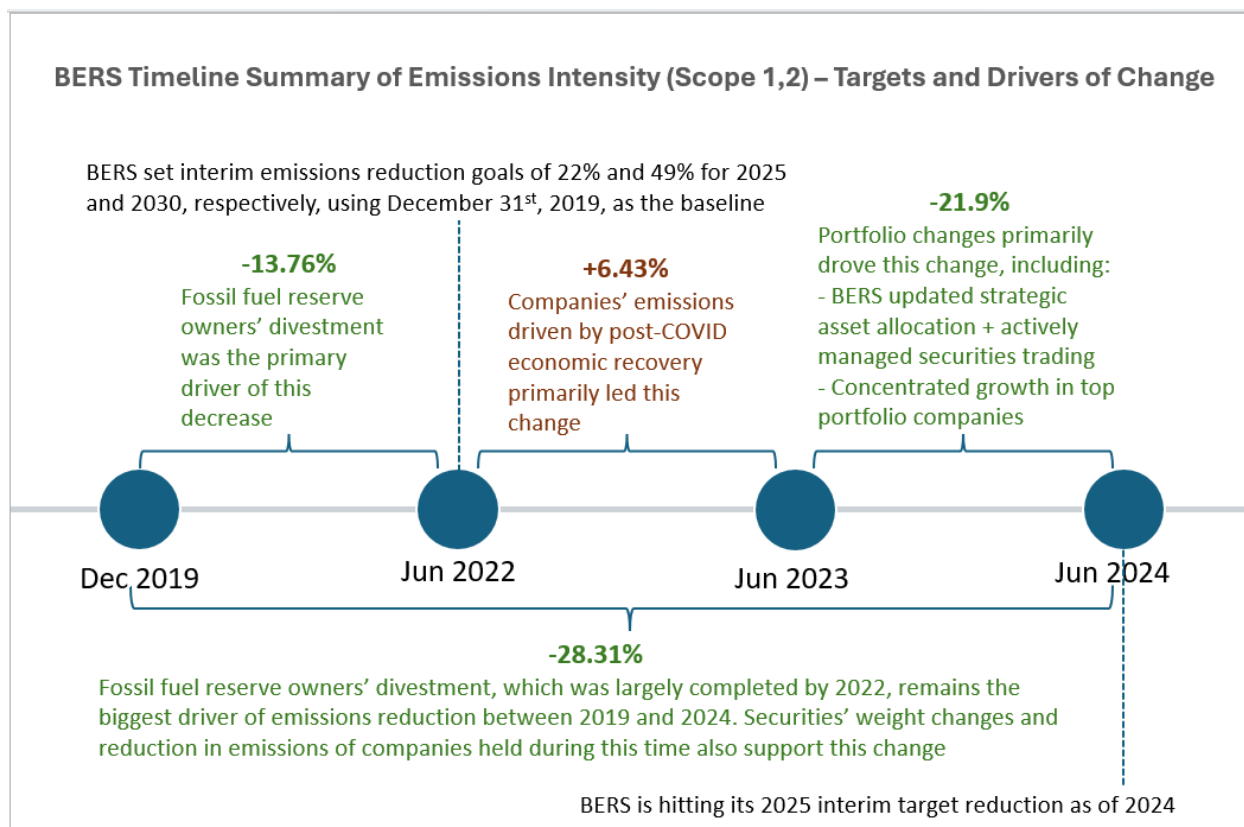 BERS Timeline Summary of Emissions Intensity (Scope 1,2) – Targets and Drivers of Change
BERS set interim emissions reduction goals of 22% and 49% for 2025
and 2030, respectively, using December 31st, 2019, as the baseline
-13.76%
Fossil fuel reserve
owners’ divestment
was the primary
driver of this
decrease
+6.43%
Companies’ emissions
driven by post-COVID
economic recovery
primarily led this
change
-21.9%
Portfolio changes primarily
drove this change, including:
- BERS updated strategic
asset allocation + actively
managed securities trading
- Concentrated growth in top
portfolio companies
Dec 2019
Jun 2022
Jun 2023
Jun 2024
-28.31%
Fossil fuel reserve owners’ divestment, which was largely completed by 2022, remains the
biggest driver of emissions reduction between 2019 and 2024. Securities’ weight changes and
reduction in emissions of companies held during this time also support this change
BERS is hitting its 2025 interim target reduction as of 2024